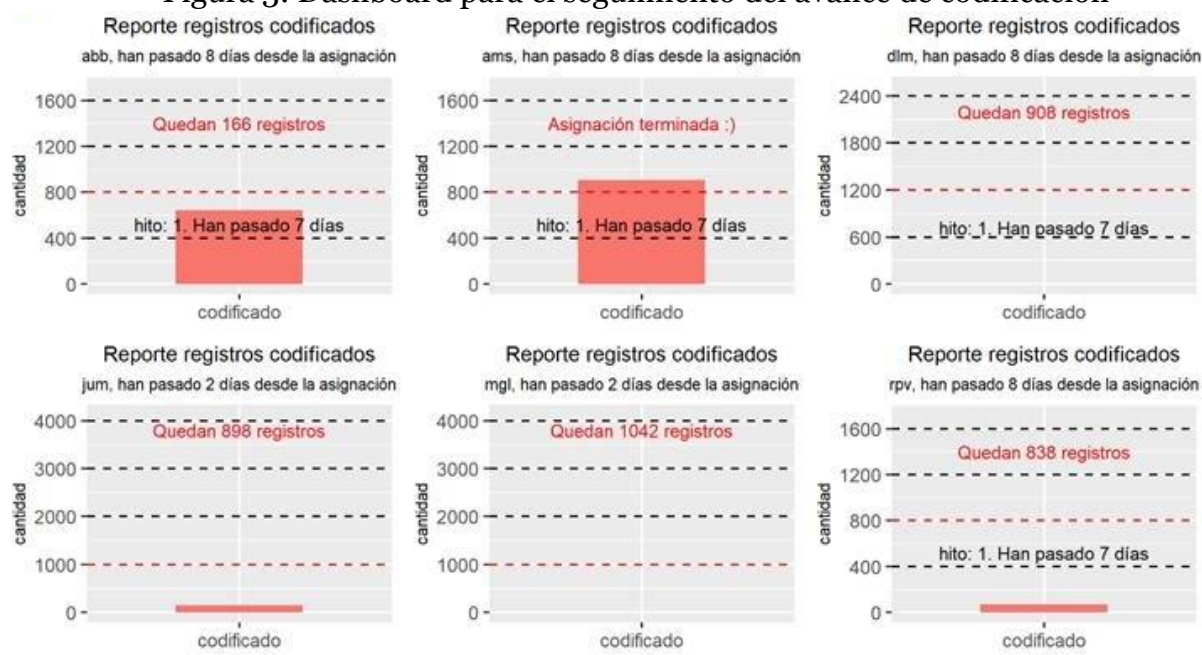 Figura 5: Dashboard para el seguimiento del avance de codificación
Reporte registros codificados
abb, han pasado 8 días desde la asignación
1600
Quedan 166 registros
1200
800
hito: 1. Han pasado 7 días
400
0
cantidad
codificado
Reporte registros codificados
ams, han pasado 8 días desde la asignación
1600
Asignación terminada :)
1200
800
hito: 1. Han pasado 7 días
400
0
cantidad
codificado
Reporte registros codificados
dlm, han pasado 8 días desde la asignación
2400
Quedan 908 registros
1800
1200
hito: 1. Han pasado 7 días
600
0
cantidad
codificado
Reporte registros codificados
jum, han pasado 2 días desde la asignación
4000
Quedan 898 registros
3000
2000
1000
0
cantidad
codificado
Reporte registros codificados
mgl, han pasado 2 días desde la asignación
4000
Quedan 1042 registros
3000
2000
1000
0
cantidad
codificado
Reporte registros codificados
rpv, han pasado 8 días desde la asignación
1600
Quedan 838 registros
1200
800
hito: 1. Han pasado 7 días
400
0
cantidad
codificado